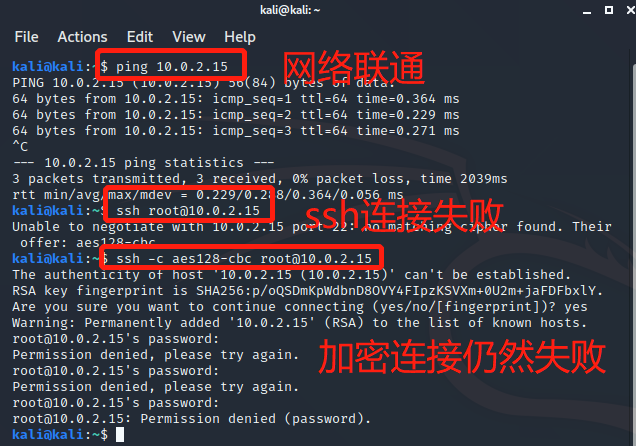 kali@kali: ~
File Actions Edit View Help
kali@kali:~$ ping 10.0.2.15
网络联通
PING 10.0.2.15 (10.0.2.15) 56(84) bytes of data.
64 bytes from 10.0.2.15: icmp_seq=1 ttl=64 time=0.364 ms
64 bytes from 10.0.2.15: icmp_seq=2 ttl=64 time=0.229 ms
64 bytes from 10.0.2.15: icmp_seq=3 ttl=64 time=0.271 ms
^C
--- 10.0.2.15 ping statistics ---
3 packets transmitted, 3 received, 0% packet loss, time 2039ms
rtt min/avg/max/mdev = 0.229/0.288/0.364/0.056 ms
kali@kali:~$ ssh root@10.0.2.15
ssh连接失败
Unable to negotiate with 10.0.2.15 port 22: no matching cipher found. Their
offer: aes128-cbc
kali@kali:~$ ssh -c aes128-cbc root@10.0.2.15
The authenticity of host '10.0.2.15 (10.0.2.15)' can't be established.
RSA key fingerprint is SHA256:p/oQSDmKpWdbnD8OVY4FIpzKSVXm+0U2m+jaFDFbxlY.
Are you sure you want to continue connecting (yes/no/[fingerprint])? yes
Warning: Permanently added '10.0.2.15' (RSA) to the list of known hosts.
root@10.0.2.15's password:
Permission denied, please try again.
加密连接仍然失败
root@10.0.2.15's password:
Permission denied, please try again.
root@10.0.2.15's password:
root@10.0.2.15: Permission denied (password).
kali@kali:~$